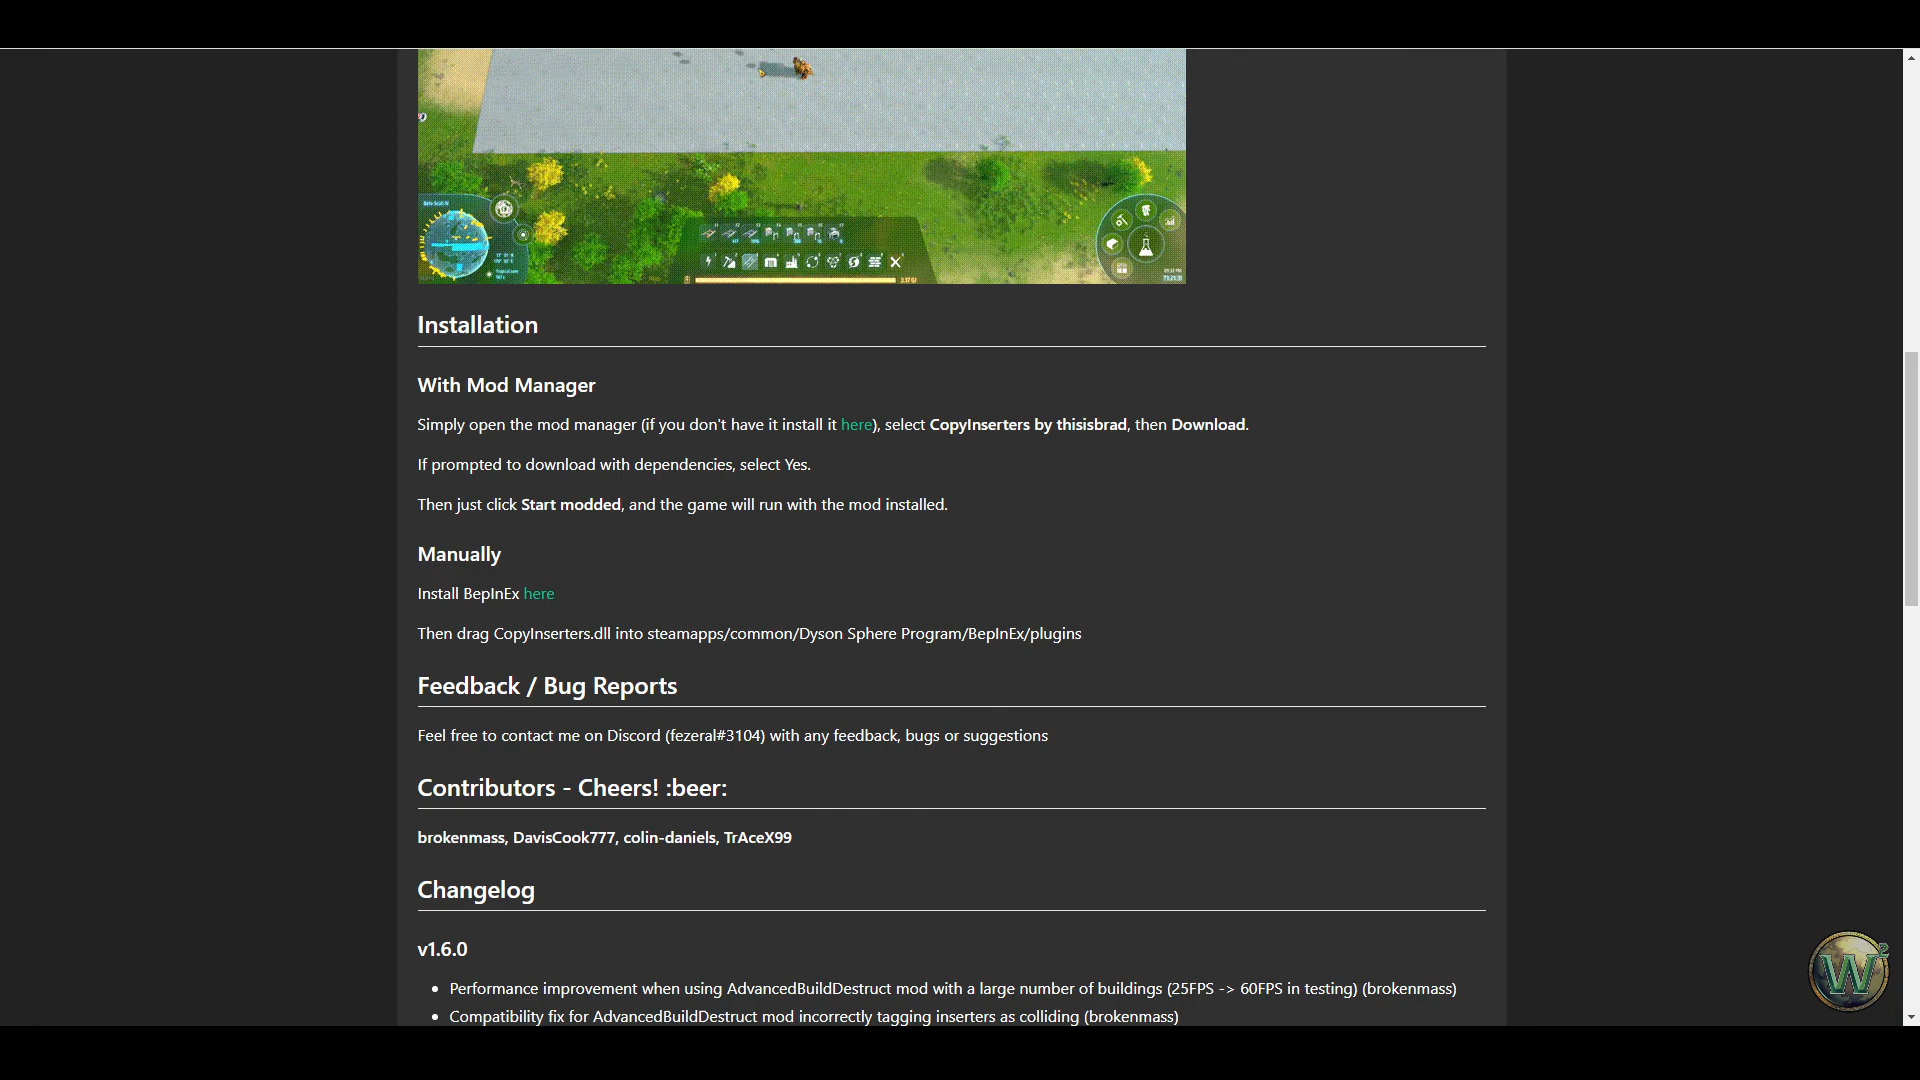 Installation
With Mod Manager
Simply open the mod manager (if you don't have it install it here), select CopyInserters by thisisbrad, then Download.
If prompted to download with dependencies, select Yes.
Then just click Start modded, and the game will run with the mod installed.
Manually
Install BepInEx here
Then drag CopyInserters.dll into steamapps/common/Dyson Sphere Program/BepInEx/plugins
Feedback / Bug Reports
Feel free to contact me on Discord (fezeral#3104) with any feedback, bugs or suggestions
Contributors - Cheers! :beer:
brokenmass, DavisCook777, colin-daniels, TrAceX99
Changelog
v1.6.0
• Performance improvement when using AdvancedBuildDestruct mod with a large number of buildings (25FPS -> 60FPS in testing) (brokenmass)
• Compatibility fix for AdvancedBuildDestruct mod incorrectly tagging inserters as colliding (brokenmass)
W2